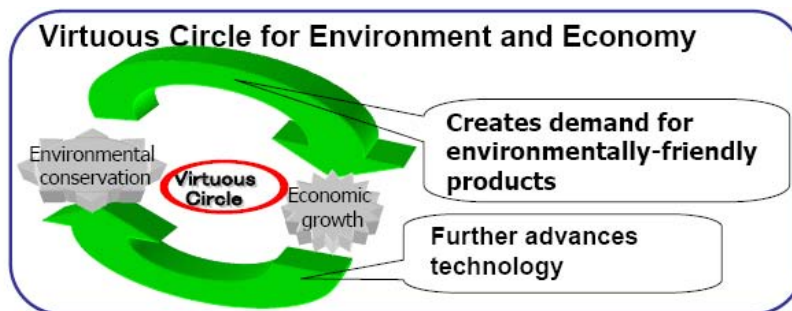 Virtuous Circle for Environment and Economy
Creates demand for
environmentally-friendly
products
Environmental
conservation
Virtuous
Circle
Economic
growth
Further advances
technology